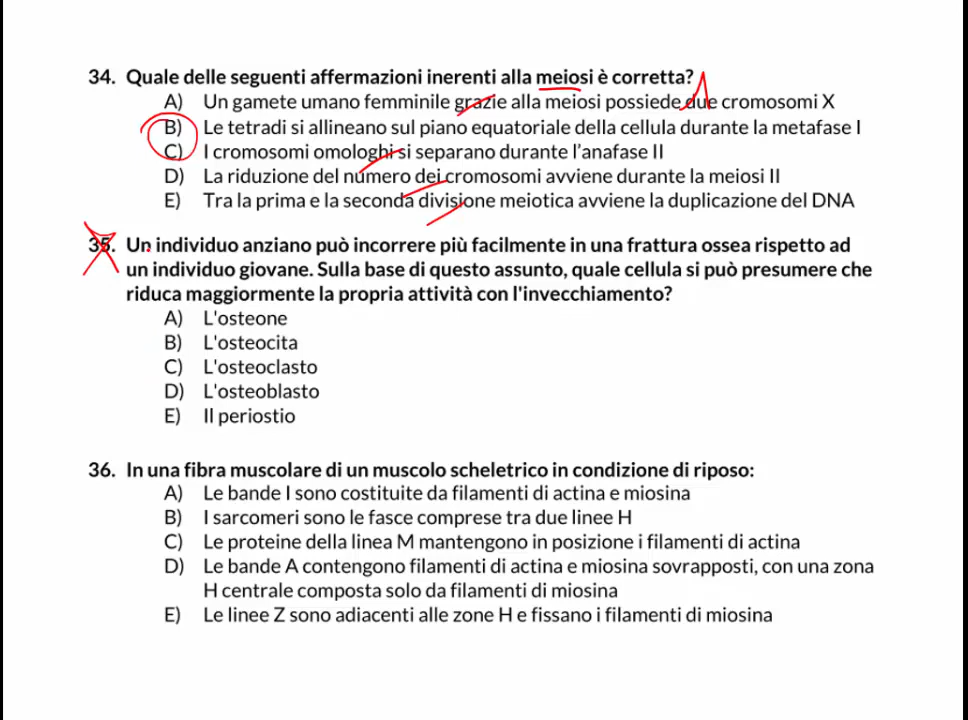 34. Quale delle seguenti affermazioni inerenti alla meiosi è corretta?
A) Un gamete umano femminile grazie alla meiosi possiede due cromosomi X
B) Le tetradi si allineano sul piano equatoriale della cellula durante la metafase I
C) I cromosomi omologhi si separano durante l'anafase II
D) La riduzione del numero dei cromosomi avviene durante la meiosi II
E) Tra la prima e la seconda divisione meiotica avviene la duplicazione del DNA
35. Un individuo anziano può incorrere più facilmente in una frattura ossea rispetto ad
un individuo giovane. Sulla base di questo assunto, quale cellula si può presumere che
riduca maggiormente la propria attività con l'invecchiamento?
A) L'osteone
B) L'osteocita
C) L'osteoclasto
D) L'osteoblasto
E) Il periostio
36. In una fibra muscolare di un muscolo scheletrico in condizione di riposo:
A) Le bande I sono costituite da filamenti di actina e miosina
B) I sarcomeri sono le fasce comprese tra due linee H
C) Le proteine della linea M mantengono in posizione i filamenti di actina
D) Le bande A contengono filamenti di actina e miosina sovrapposti, con una zona
H centrale composta solo da filamenti di miosina
E) Le linee Z sono adiacenti alle zone H e fissano i filamenti di miosina